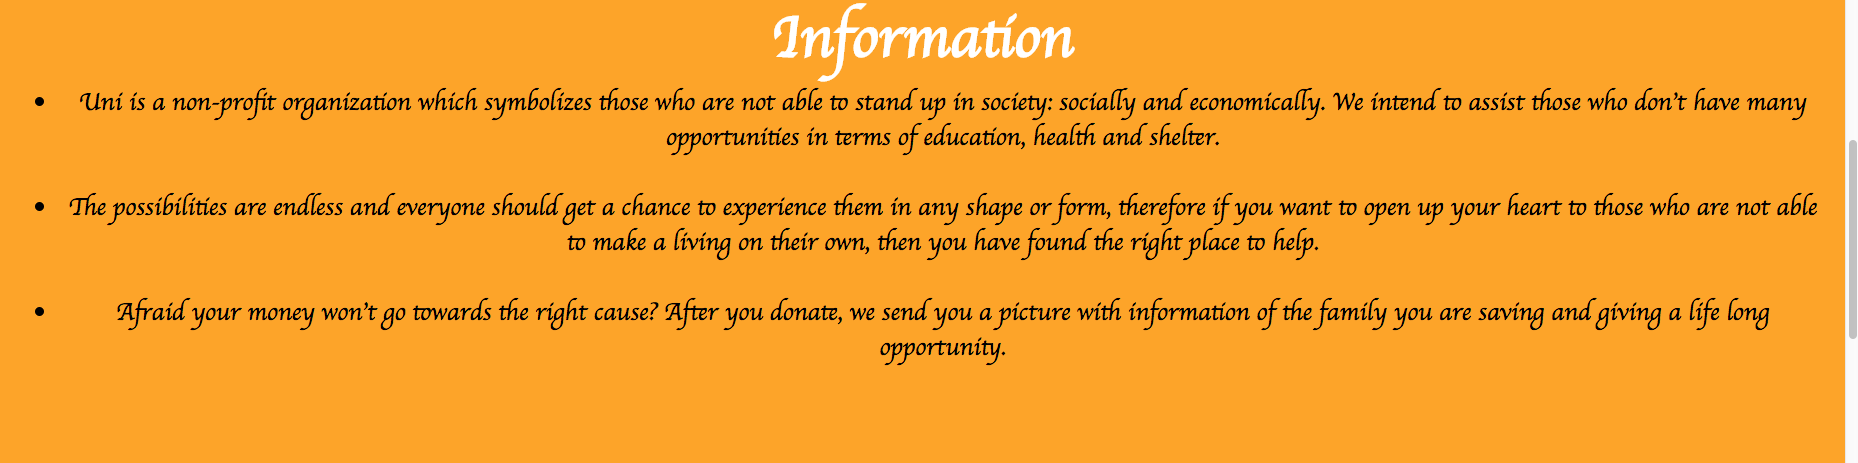 Information
• Uni is a non-profit organization which symbolizes those who are not able to stand up in society: socially and economically. We intend to assist those who don't have many
opportunities in terms of education, health and shelter.
• The possibilities are endless and everyone should get a chance to experience them in any shape or form, therefore if you want to open up your heart to those who are not able
to make a living on their own, then you have found the right place to help.
• Afraid your money won't go towards the right cause? After you donate, we send you a picture with information of the family you are saving and giving a life long
opportunity.